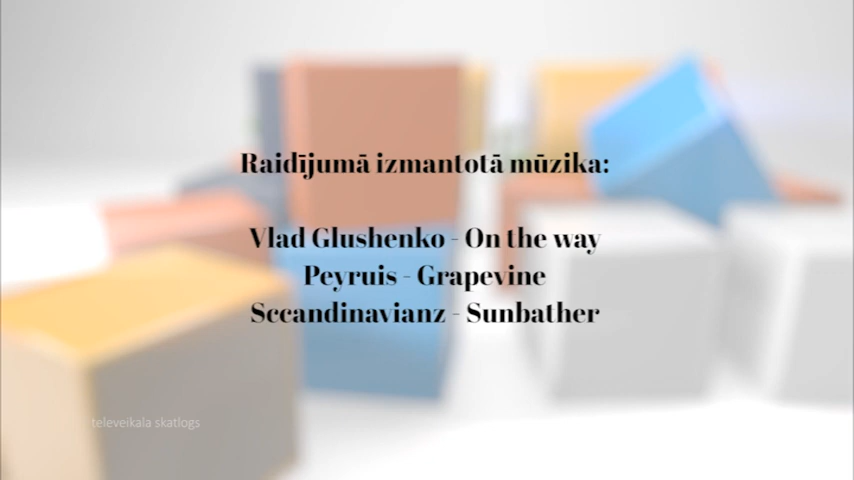 Raidījumā izmantotā mūzika:
Vlad Glushenko - On the way
Peyruis - Grapevine
Sccandinavianz - Sunbather
televeikala skatlogs